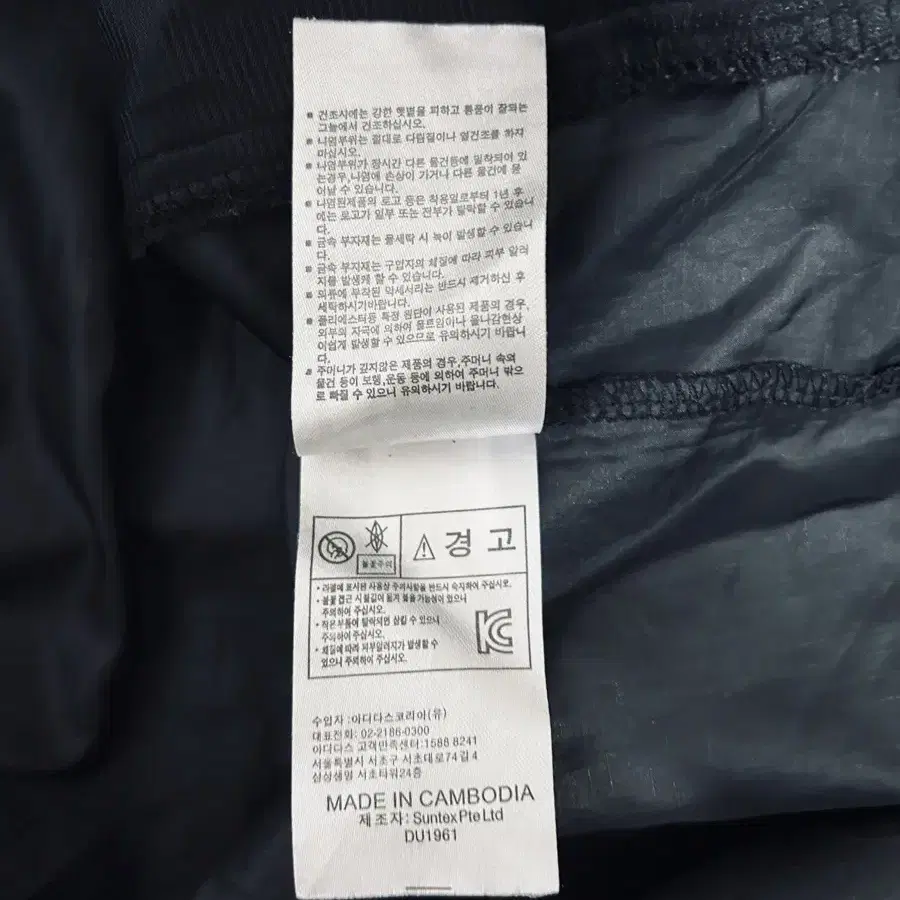 ▪ 건조시에는 강한 햇볕을 피하고 통풍이 잘되는
그늘에서 건조하십시오.
▪ 나염부위는 절대로 다림질이나 열건조를 하지
마십시오.
▪ 나염부위가 장시간 다른 물건등에 밀착되어 있
는경우,나염에 손상이 가거나 다른 물건에 묻
어날 수 있습니다.
▪ 나염원제품의 로고 등은 착용일로부터 1년 후
에는 로고가 일부 또는 전부가 탈락할 수 있습니
다.
▪ 금속 부자재는 물세탁 시 녹이 발생할 수 있습니
다.
▪ 금속 부자재는 구입자의 체질에 따라 피부 알러
지를 발생케 할 수 있습니다.
▪ 의류에 부착된 악세서리는 반드시 제거하신 후
세탁하시기바랍니다.
▪ 폴리에스터등 특정 원단이 사용된 제품의 경우,
외부의 자극에 의하여 올트임이나 올나감현상
이쉽게 발생할 수 있으므로 유의하시기 바랍니
다.
▪ 주머니가 깊지않은 제품의 경우,주머니 속의
물건 등이 보행,운동 등에 의하여 주머니 밖으
로 빠질 수 있으니 유의하시기 바랍니다.
불꽃주의
경 고
• 라벨에 표시된 사용상 주의사항을 반드시 숙지하여 주십시오.
• 불꽃 접근 시 불길이 옮겨 붙을 가능성이 있으니
주의하여 주십시오.
• 작은부품에 탈락되면 삼킬 수 있으니
주의하여 주십시오.
• 체질에 따라 피부알러지가 발생할 수
있으니 주의하여 주십시오.
KC
수입자 : 아디다스코리아(유)
대표전화: 02-2186-0300
아디다스 고객만족센터:1588 8241
서울특별시 서초구 서초대로74길 4
삼성생명 서초타워24층
MADE IN CAMBODIA
제 조자: Suntex Pte Ltd
DU1961